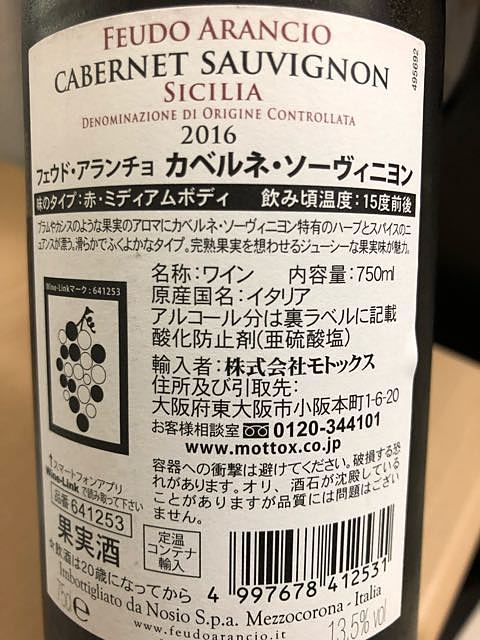 FEUDO ARANCIO
CABERNET SAUVIGNON
SICILIA
DENOMINAZIONE DI ORIGINE CONTROLLATA
2016
フェウド・アランチョ カベルネ・ソーヴィニヨン
味のタイプ:赤・ミディアムボディ 飲み頃温度:15度前後
プラムやカシスのような果実のアロマにカベルネ・ソーヴィニヨン特有のハーブとスパイスのニ
ュアンスが漂う。滑らかでふくよかなタイプ。完熟果実を想わせるジューシーな果実味が魅力。
495692
Wine-Linkマーク:641253
↑スマートフォンアプリ
Wine-Linkで読み取って下さい
品番 641253
名称:ワイン 内容量:750ml
原産国名:イタリア
アルコール分は裏ラベルに記載
酸化防止剤(亜硫酸塩)
輸入者:株式会社モトックス
住所及び引取先:
大阪府東大阪市小阪本町1-6-20
お客様相談室 0120-344101
www.mottox.co.jp
容器への衝撃は避けてください。破損する恐
れがあります。オリ、酒石が沈殿している
ことがありますが品質には問題はござい
ません。
果実酒
定温
コンテナ
輸入
☆飲酒は20歳になってから
4 997678 412531
Imbottigliato da Nosio S.p.a. Mezzocorona - Italia
75cl e
www.feudoarancio.it
13.5% vol